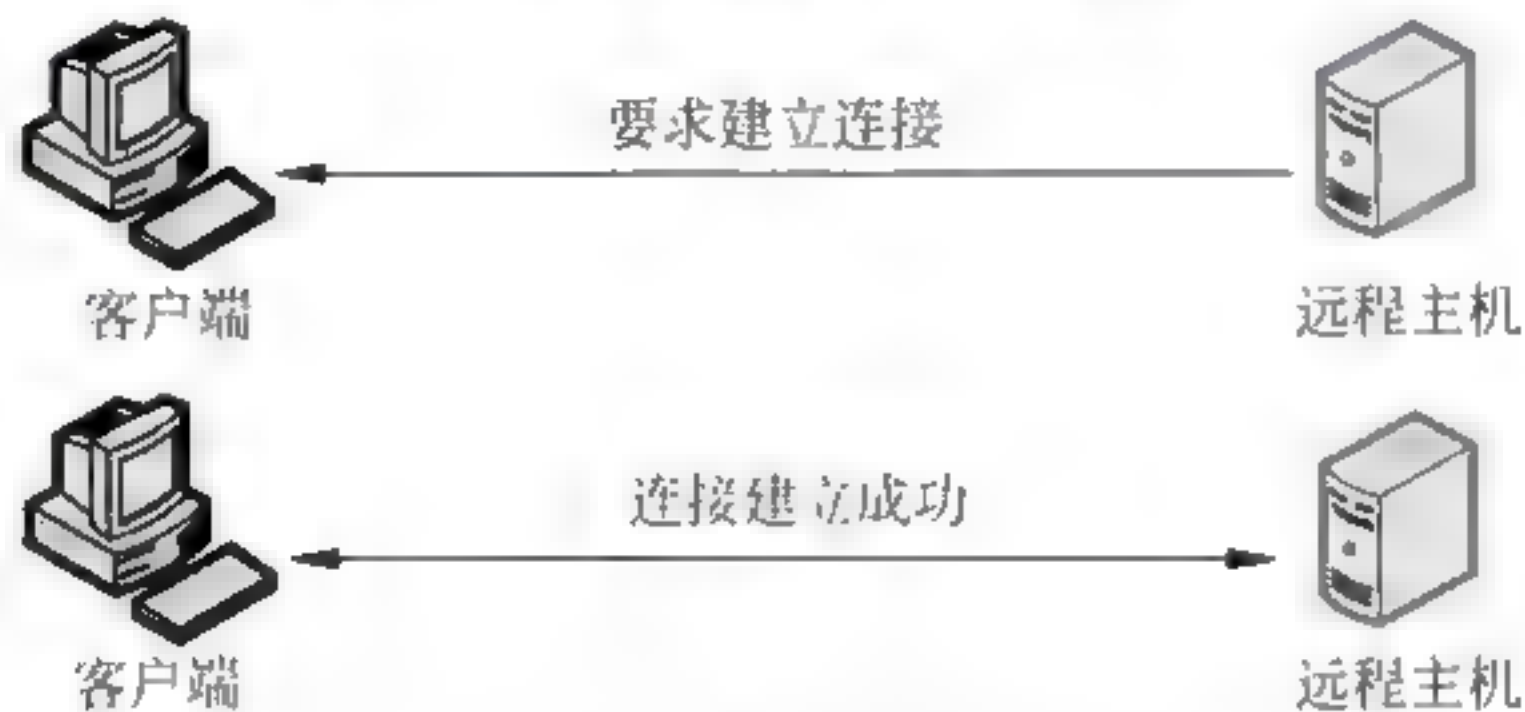 要求建立连接
客户端
远程主机
连接建立成功
客户端
远程主机